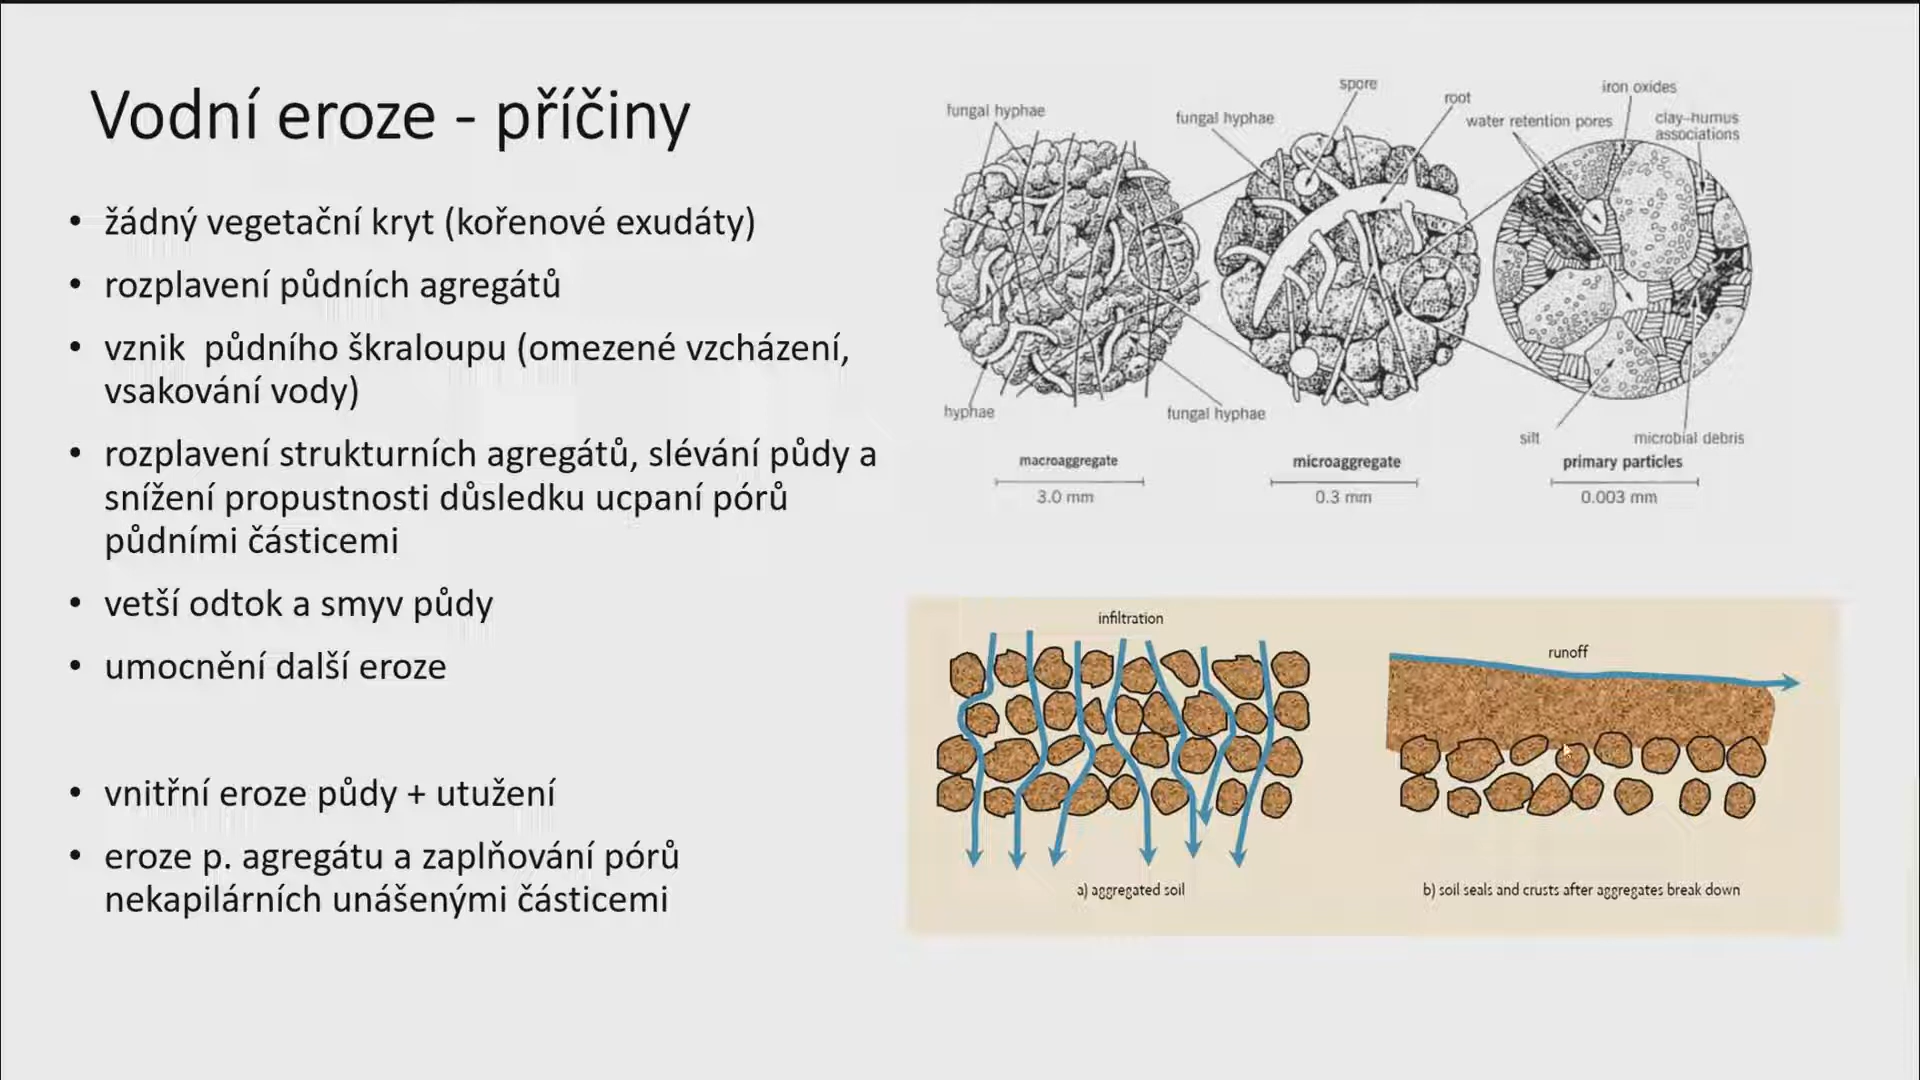 Vodní eroze - příčiny
• žádný vegetační kryt (kořenové exudáty)
• rozplavení půdních agregátů
• vznik  půdního škraloupu (omezené vzcházení,
vsakování vody)
• rozplavení strukturních agregátů, slévání půdy a
snížení propustnosti důsledku ucpaní pórů
půdními částicemi
• vetší odtok a smyv půdy
• umocnění další eroze
• vnitřní eroze půdy + utužení
• eroze p. agregátu a zaplňování pórů
nekapilárních unášenými částicemi
fungal hyphae
hyphae
macroaggregate
3.0 mm
fungal hyphae
spore
root
fungal hyphae
microaggregate
0.3 mm
water retention pores
iron oxides
clay–humus
associations
silt
microbial debris
primary particles
0.003 mm
infiltration
a) aggregated soil
runoff
b) soil seals and crusts after aggregates break down